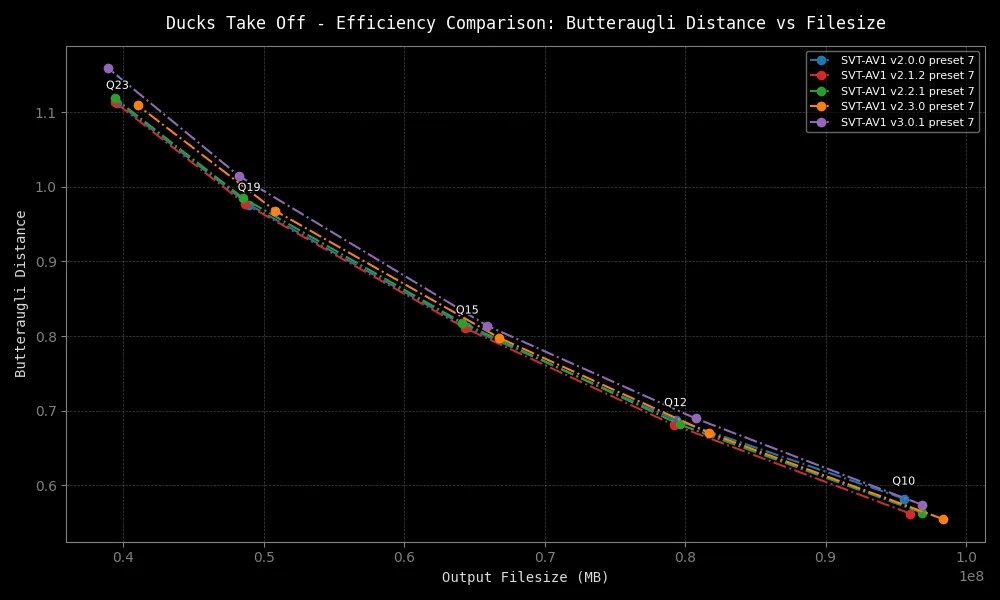 Ducks Take Off - Efficiency Comparison: Butteraugli Distance vs Filesize
SVT-AV1 v2.0.0 preset 7
SVT-AV1 v2.1.2 preset 7
SVT-AV1 v2.2.1 preset 7
SVT-AV1 v2.3.0 preset 7
SVT-AV1 v3.0.1 preset 7
Q23
Q19
Q15
Q12
Q10
Butteraugli Distance
1.1
1.0
0.9
0.8
0.7
0.6
0.4 0.5 0.6 0.7 0.8 0.9 1.0
1e8
Output Filesize (MB)